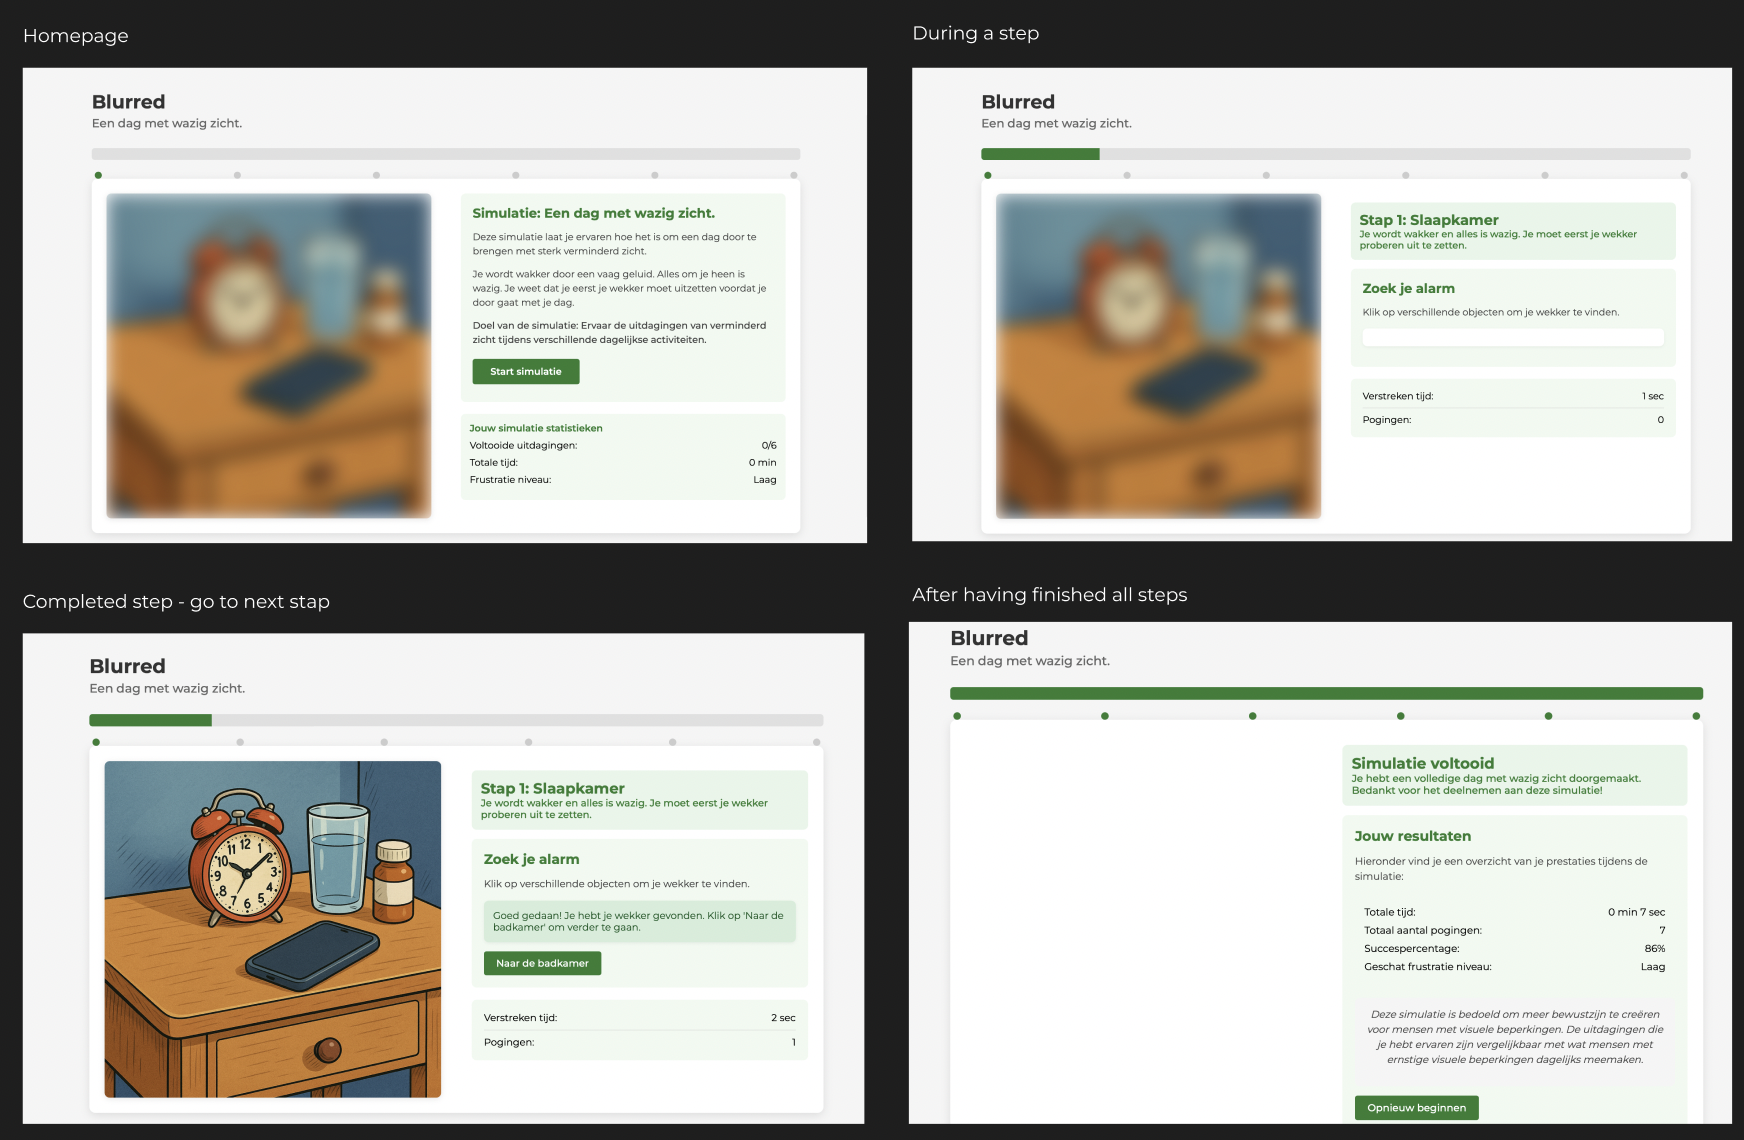 Homepage
Blurred
Een dag met wazig zicht.
Simulatie: Een dag met wazig zicht.
Deze simulatie laat je ervaren hoe het is om een dag door te
brengen met sterk verminderd zicht.
Je wordt wakker door een vaag geluid. Alles om je heen is
wazig. Je weet dat je eerst je wekker moet uitzetten voordat je
door gaat met je dag.
Doel van de simulatie: Ervaar de uitdagingen van verminderd
zicht tijdens verschillende dagelijkse activiteiten.
Start simulatie
Jouw simulatie statistieken
Voltooide uitdagingen: 0/6
Totale tijd: 0 min
Frustratie niveau: Laag
During a step
Blurred
Een dag met wazig zicht.
Stap 1: Slaapkamer
Je wordt wakker en alles is wazig. Je moet eerst je wekker
proberen uit te zetten.
Zoek je alarm
Klik op verschillende objecten om je wekker te vinden.
Verstreken tijd: 1 sec
Pogingen: 0
Completed step - go to next stap
Blurred
Een dag met wazig zicht.
12
1
2
3
4
5
6
7
8
9
10
11
Stap 1: Slaapkamer
Je wordt wakker en alles is wazig. Je moet eerst je wekker
proberen uit te zetten.
Zoek je alarm
Klik op verschillende objecten om je wekker te vinden.
Goed gedaan! Je hebt je wekker gevonden. Klik op 'Naar de
badkamer' om verder te gaan.
Naar de badkamer
Verstreken tijd: 2 sec
Pogingen: 1
After having finished all steps
Blurred
Een dag met wazig zicht.
Simulatie voltooid
Je hebt een volledige dag met wazig zicht doorgemaakt.
Bedankt voor het deelnemen aan deze simulatie!
Jouw resultaten
Hieronder vind je een overzicht van je prestaties tijdens de
simulatie:
Totale tijd: 0 min 7 sec
Totaal aantal pogingen: 7
Succespercentage: 86%
Geschat frustratie niveau: Laag
Deze simulatie is bedoeld om meer bewustzijn te creëren
voor mensen met visuele beperkingen. De uitdagingen die
je hebt ervaren zijn vergelijkbaar met wat mensen met
ernstige visuele beperkingen dagelijks meemaken.
Opnieuw beginnen